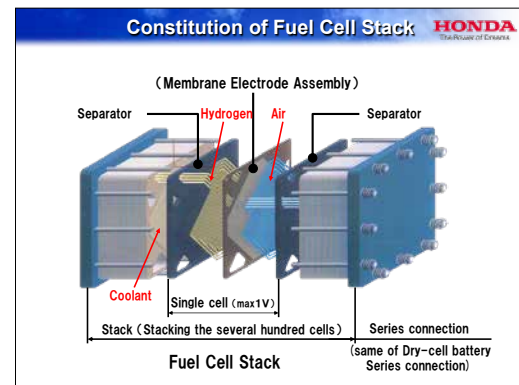 Constitution of Fuel Cell Stack
HONDA
The Power of Dreams
(Membrane Electrode Assembly)
Separator
Hydrogen
Air
Separator
Coolant
Single cell (max1V)
Stack (Stacking the several hundred cells)
Series connection
(same of Dry-cell battery
Series connection)
Fuel Cell Stack